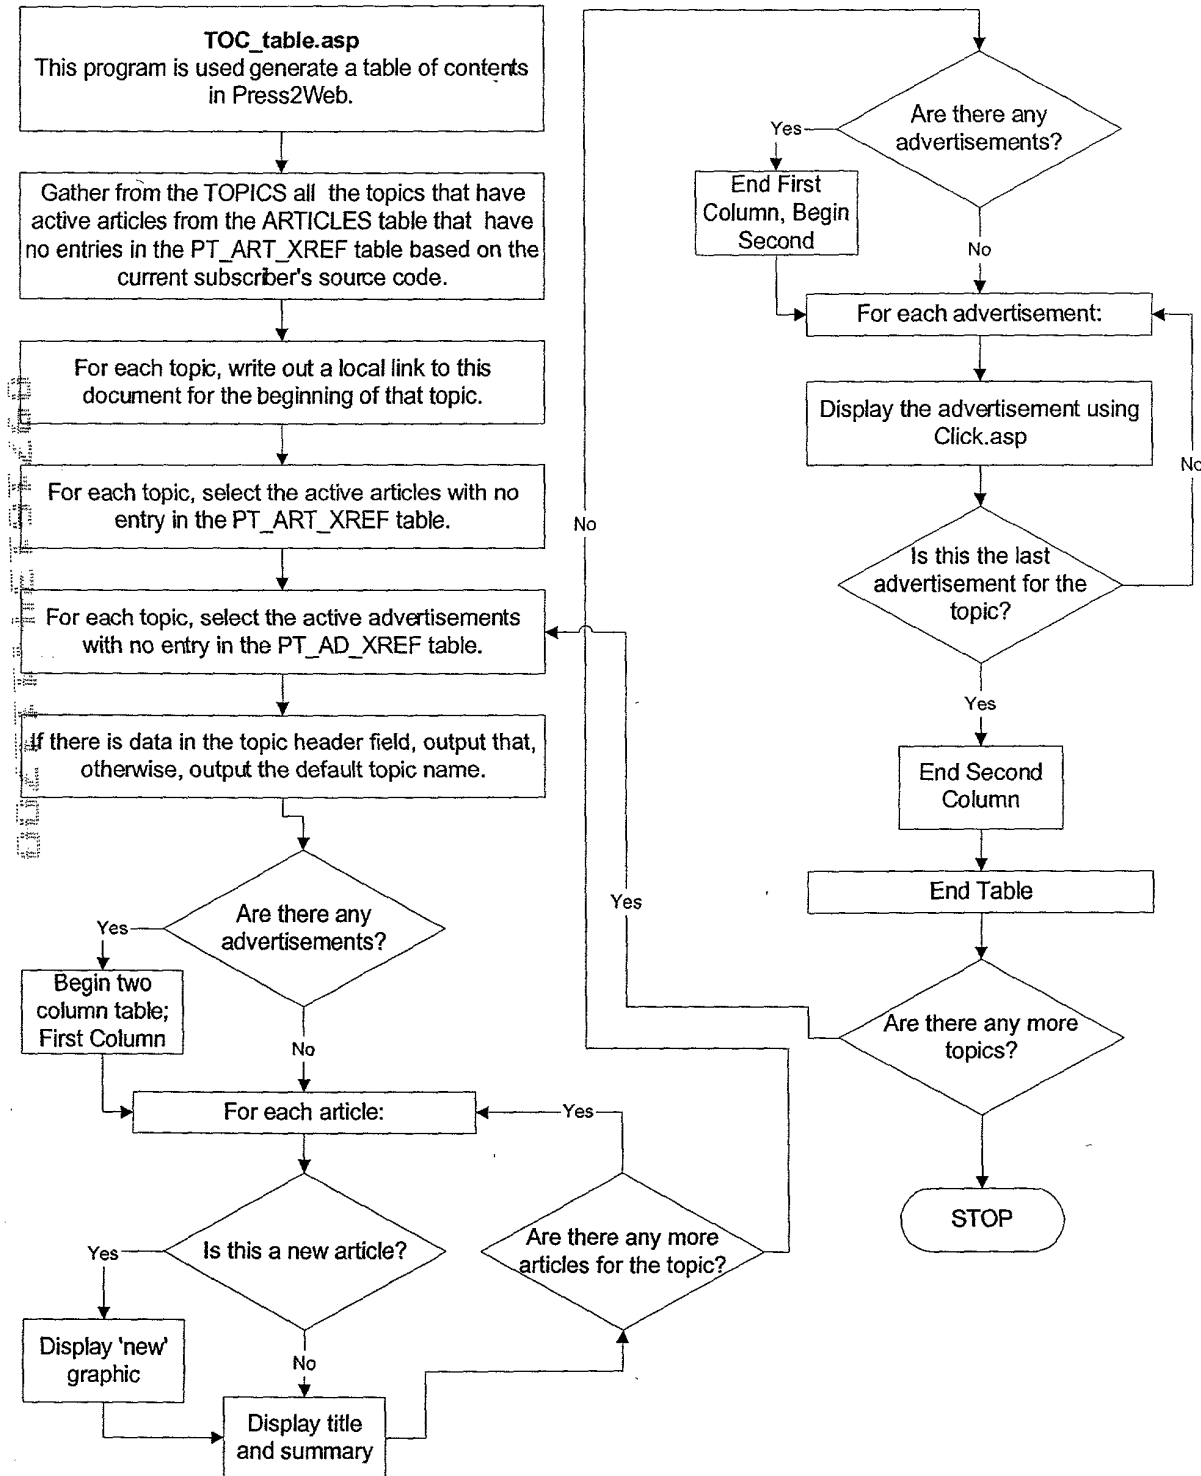 TOC_table.asp
This program is used generate a table of contents
in Press2Web.
Gather from the TOPICS all the topics that have
active articles from the ARTICLES table that have
no entries in the PT_ART_XREF table based on the
current subscriber's source code.
For each topic, write out a local link to this
document for the beginning of that topic.
For each topic, select the active articles with no
entry in the PT_ART_XREF table.
For each topic, select the active advertisements
with no entry in the PT_AD_XREF table.
If there is data in the topic header field, output that,
otherwise, output the default topic name.
Are there any
advertisements?
Yes
Begin two
column table;
First Column
No
For each article:
Is this a new article?
Yes
Display 'new'
graphic
No
Display title
and summary
Are there any more
articles for the topic?
Yes
No
Are there any
advertisements?
Yes
End First
Column, Begin
Second
No
For each advertisement:
Display the advertisement using
Click.asp
Is this the last
advertisement for the
topic?
No
Yes
End Second
Column
End Table
Are there any more
topics?
Yes
STOP